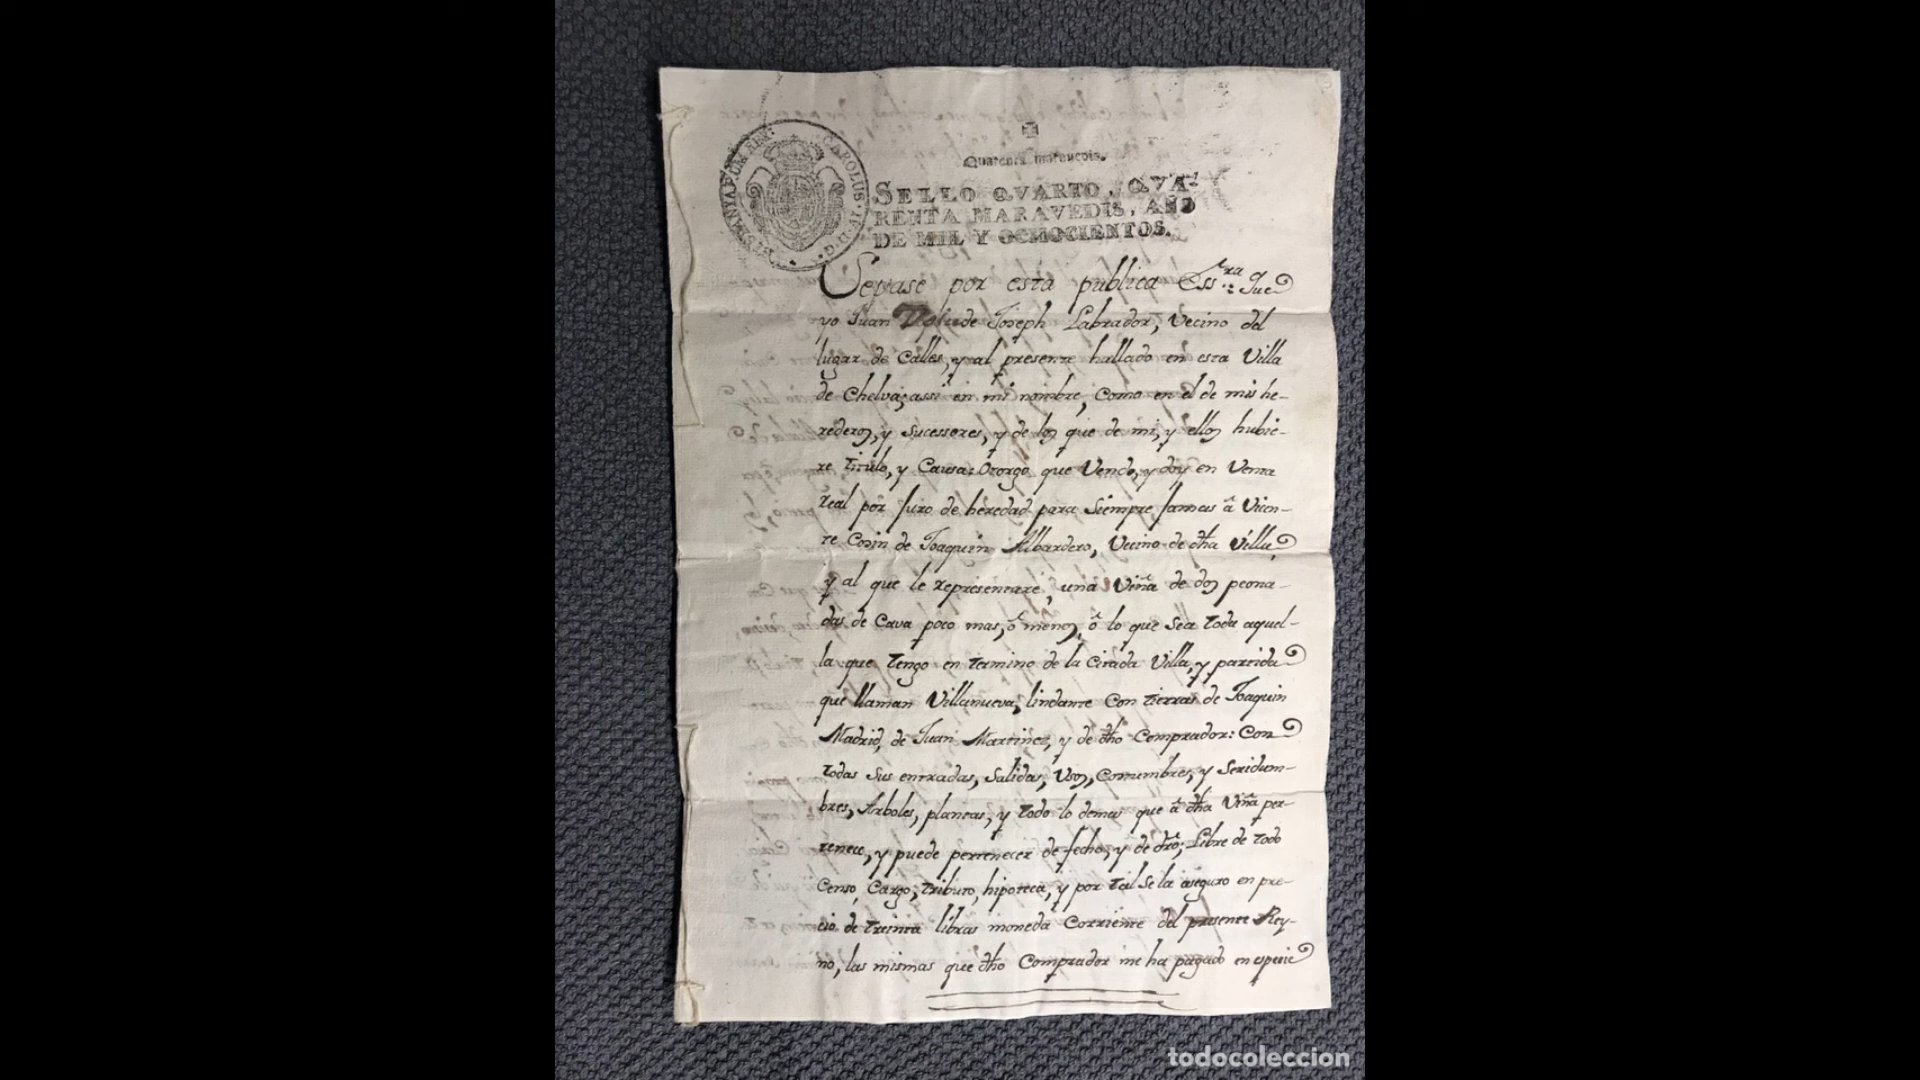 Quarenta maravedis.
SELLO QVARTO, QVA-
RENTA MARAVEDIS, AÑO
DE MIL Y OCHOCIENTOS.
HISPANYARUM REX CAROLUS IV D G
Sepase por esta publica Essra. Que
yo Juan de Joseph Labrador, Vecino del
lugar de Calles, y al presente hallado en esta Villa
de Chelva; assi en mi nombre, como en el de mis he-
rederos, y sucessores, y de los que de mi, y ellos hubie-
re titulo, y Causa: Otorgo que Vendo, y doy en Venta
real por juro de heredad para siempre jamas â Vicen-
te Cosin de Joaquin Albardero, Vecino de dha Villa,
y al que le representare, una Viña de dos peona-
das de Cava poco mas, ô menos, ô lo que sea toda aquel-
la que tengo en termino de la Citada Villa, y partida
que llaman Villanueva, lindante Con tierras de Joaquin
Madrid, de Juan Martinez, y de dho Comprador: Con
todas sus entradas, salidas, Usos, Costumbres, y Seridum-
bres, Arboles, plantas, y todo lo demas que â dha Viña per-
tenece, y puede pertenecer de fecho, y de dro; Libre de todo
Censo, Cargo, tributo, hipoteca, y por tal se la aseguro en pre-
cio de treinta libras moneda Corriente del presente Rey-
no, las mismas que dho Comprador me ha pagado en especie
todocoleccion